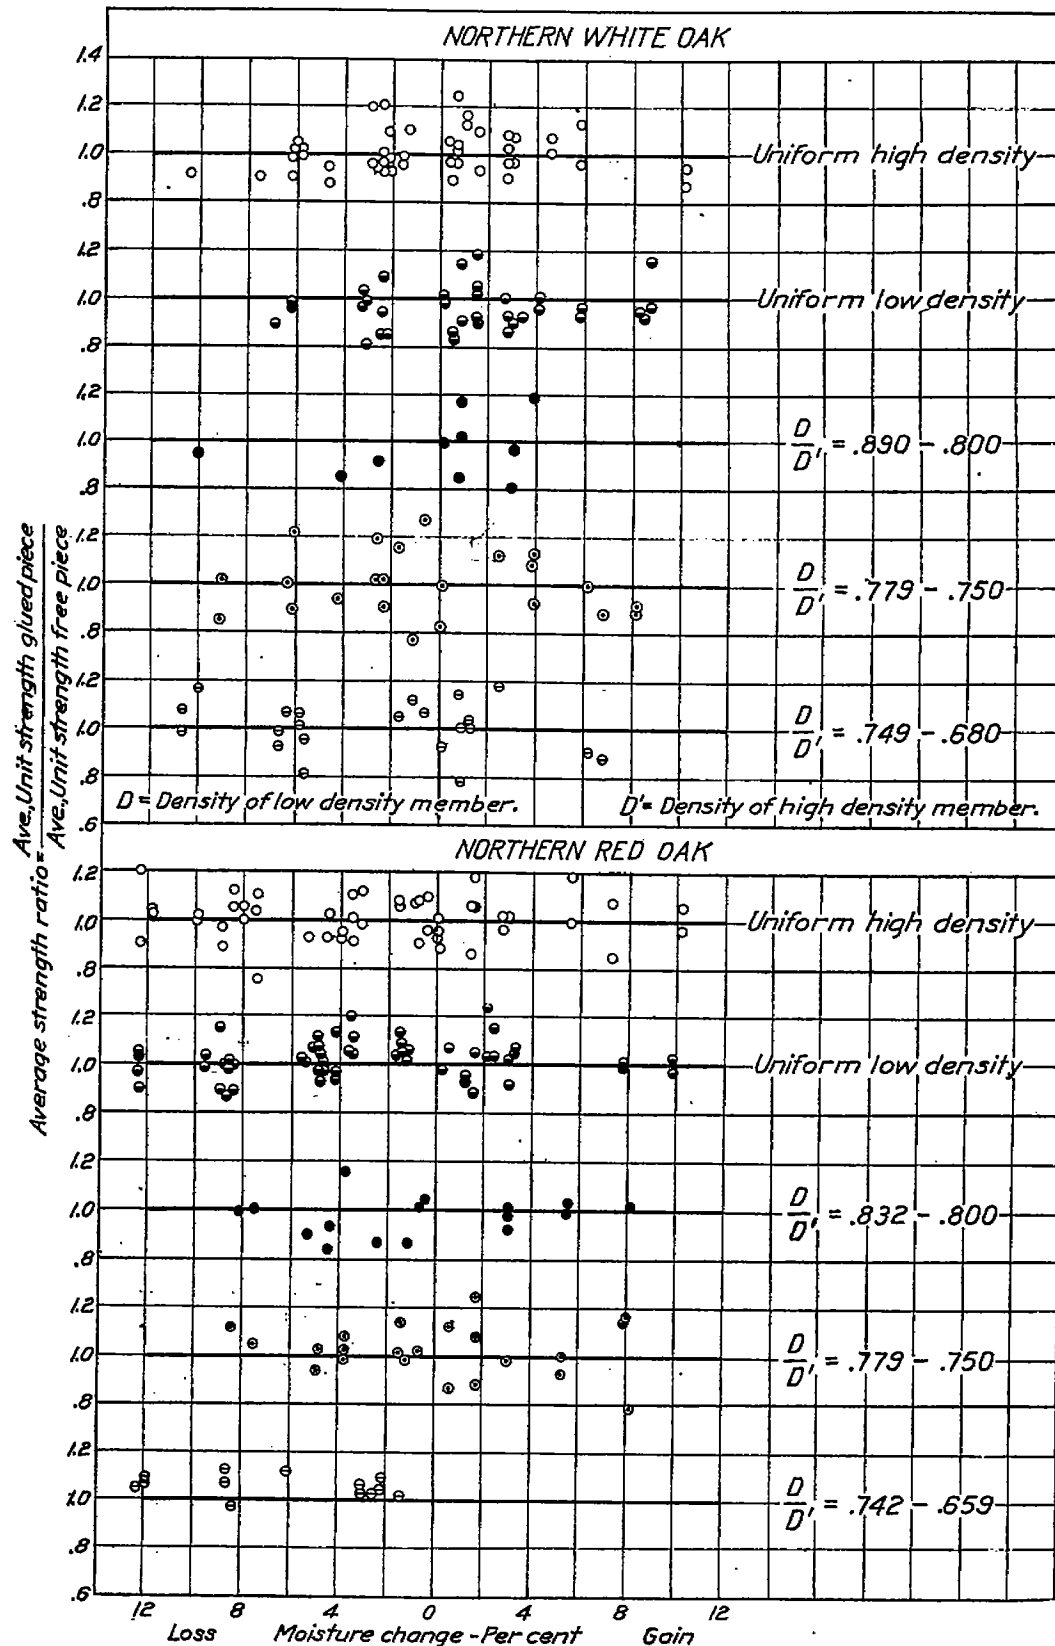 NORTHERN WHITE OAK
1.4
1.2
1.0
.8
Uniform high density
1.2
1.0
.8
Uniform low density
1.2
1.0
.8
D/D' = .890 - .800
1.2
1.0
.8
D/D' = .779 - .750
1.2
1.0
.8
.6
D/D' = .749 - .680
D = Density of low density member. D' = Density of high density member.
Average strength ratio = Ave., Unit strength glued piece
Ave., Unit strength free piece
NORTHERN RED OAK
1.2
1.0
.8
Uniform high density
1.2
1.0
.8
Uniform low density
1.2
1.0
.8
D/D' = .832 - .800
1.2
1.0
.8
D/D' = .779 - .750
1.2
1.0
.8
.6
D/D' = .742 - .659
12 8 4 0 4 8 12
Loss Moisture change - Per cent Gain